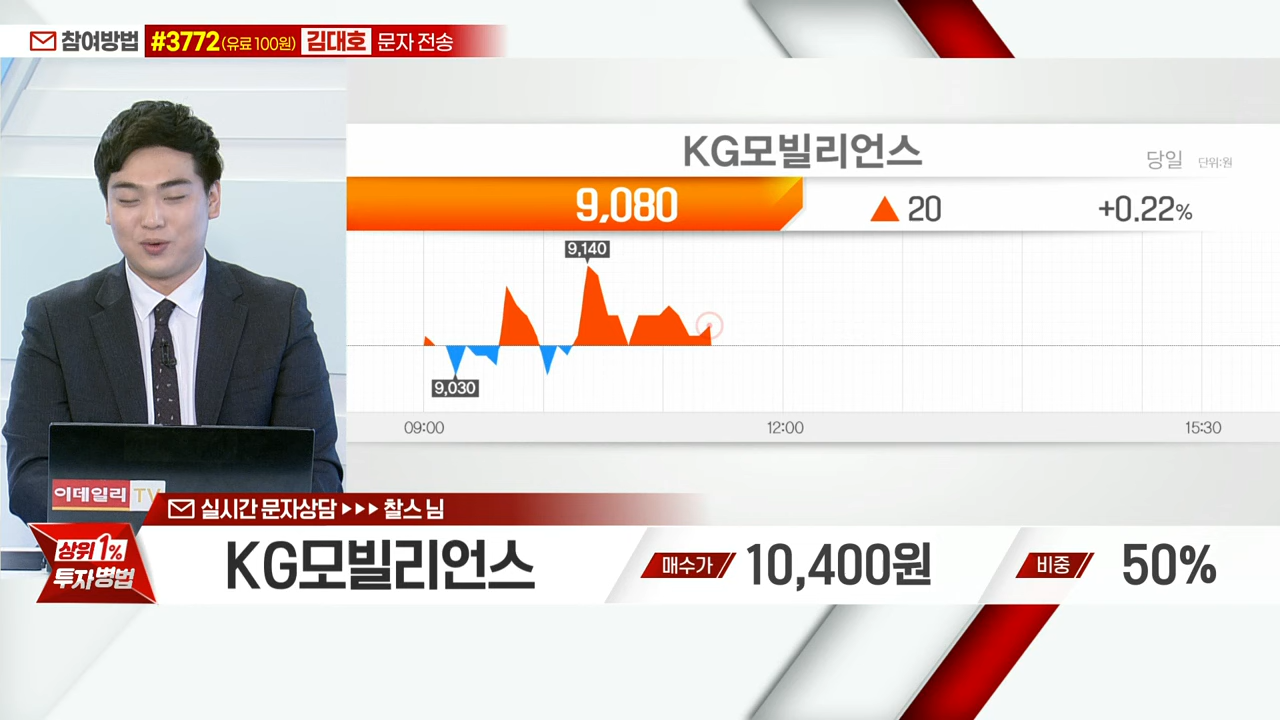 참여방법 #3772(유료 100원) 김대호 문자 전송
KG모빌리언스
당일 단위:원
9,080 ▲ 20 +0.22%
9,140
9,030
09:00 12:00 15:30
이데일리 TV
실시간 문자상담 ▶▶▶ 찰스 님
상위 1%
투자병법
KG모빌리언스 매수가 10,400원 비중 50%